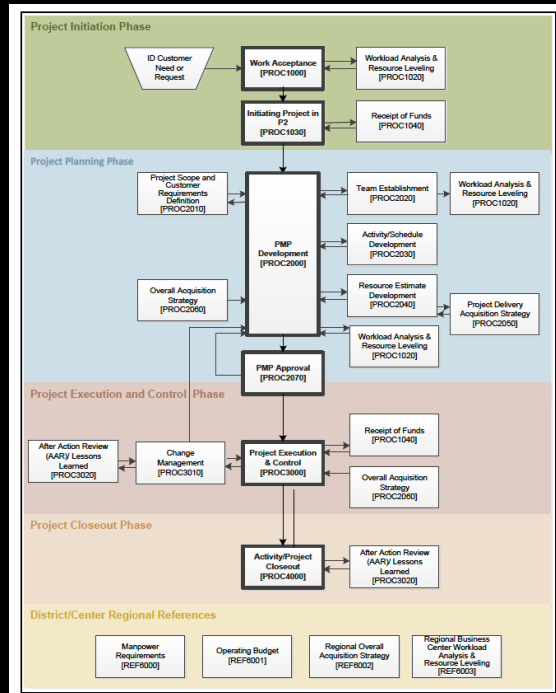 Project Initiation Phase
ID Customer
Need or
Request
Work Acceptance
[PROC1000]
Workload Analysis &
Resource Leveling
[PROC1020]
Initiating Project in
P2
[PROC1030]
Receipt of Funds
[PROC1040]
Project Planning Phase
Project Scope and
Customer
Requirements
Definition
[PROC2010]
Team Establishment
[PROC2020]
Workload Analysis &
Resource Leveling
[PROC1020]
PMP
Development
[PROC2000]
Activity/Schedule
Development
[PROC2030]
Overall Acquisition
Strategy
[PROC2060]
Resource Estimate
Development
[PROC2040]
Project Delivery
Acquisition Strategy
[PROC2050]
Workload Analysis &
Resource Leveling
[PROC1020]
PMP Approval
[PROC2070]
Project Execution and Control Phase
After Action Review
(AAR)/ Lessons
Learned
[PROC3020]
Change
Management
[PROC3010]
Project Execution
& Control
[PROC3000]
Receipt of Funds
[PROC1040]
Overall Acquisition
Strategy
[PROC2060]
Project Closeout Phase
Activity/Project
Closeout
[PROC4000]
After Action Review
(AAR)/ Lessons
Learned
[PROC3020]
District/Center Regional References
Manpower
Requirements
[REF6000]
Operating Budget
[REF6001]
Regional Overall
Acquisition Strategy
[REF6002]
Regional Business
Center Workload
Analysis &
Resource Leveling
[REF6003]